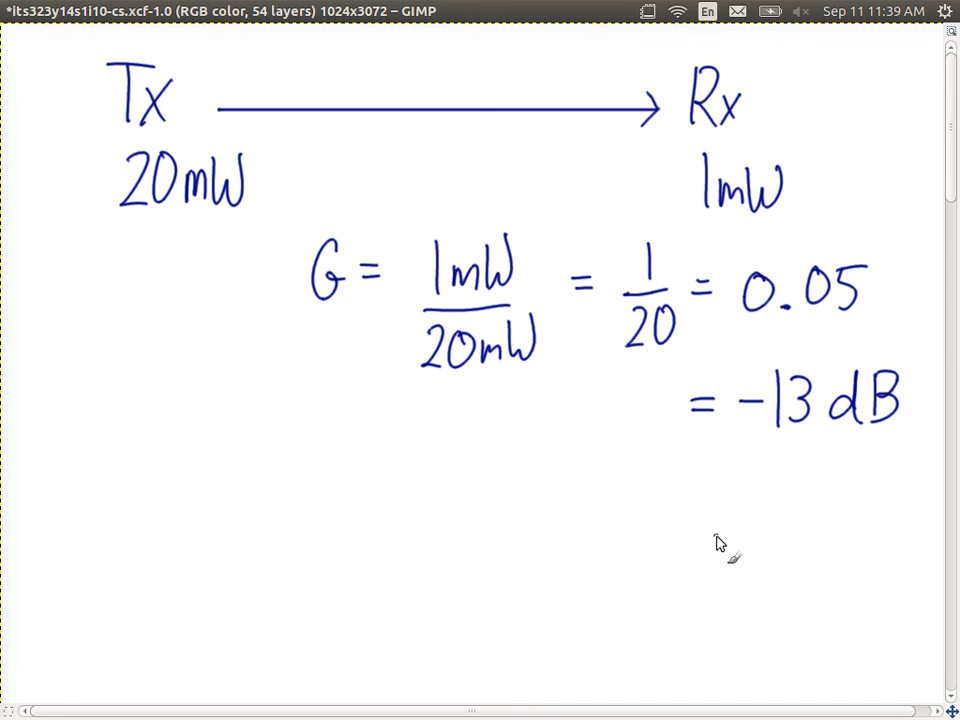 *its323y14s1i10-cs.xcf-1.0 (RGB color, 54 layers) 1024x3072 – GIMP En Sep 11 11:39 AM
Tx Rx
20mW 1mW
G = 1mW / 20mW = 1 / 20 = 0.05
= -13 dB